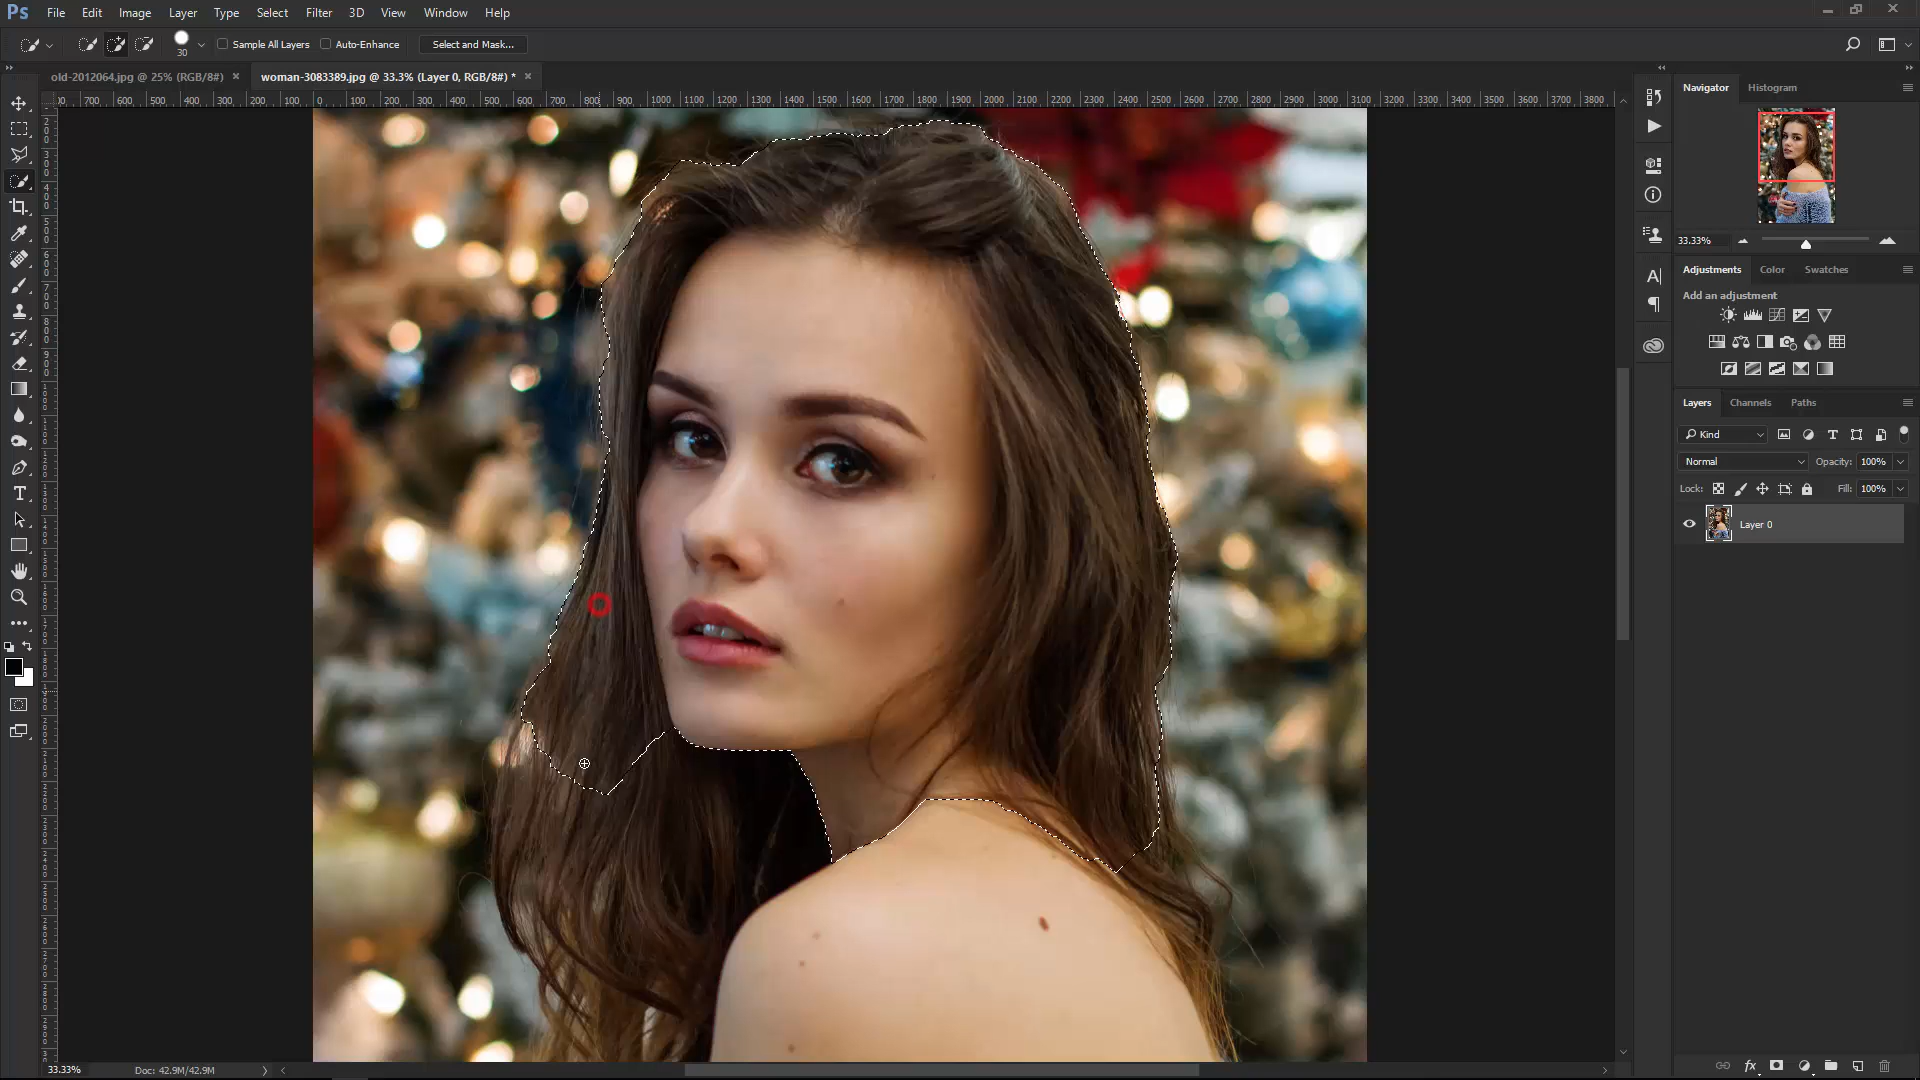 Ps File Edit Image Layer Type Select Filter 3D View Window Help
30 Sample All Layers Auto-Enhance Select and Mask...
old-2012064.jpg @ 25% (RGB/8#) × woman-3083389.jpg @ 33.3% (Layer 0, RGB/8#) * ×
700 600 500 400 300 200 100 0 100 200 300 400 500 600 700 800 900 1000 1100 1200 1300 1400 1500 1600 1700 1800 1900 2000 2100 2200 2300 2400 2500 2600 2700 2800 2900 3000 3100 3200 3300 3400 3500 3600 3700 3800
Navigator Histogram
33.33%
Adjustments Color Swatches
Add an adjustment
Layers Channels Paths
Kind
Normal Opacity: 100%
Lock: Fill: 100%
Layer 0
33.33% Doc: 42.9M/42.9M